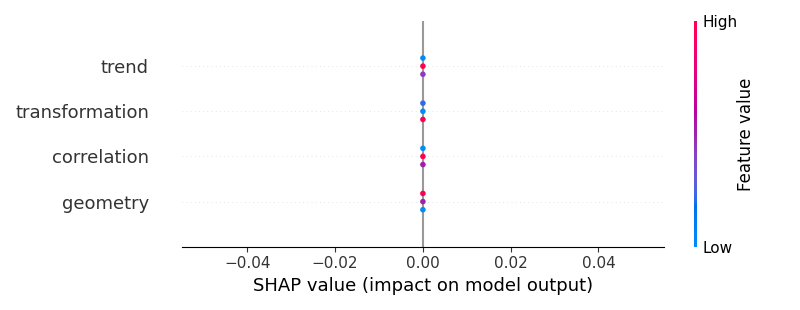 High
trend
transformation
correlation
geometry
Feature value
Low
−0.04 −0.02 0.00 0.02 0.04
SHAP value (impact on model output)